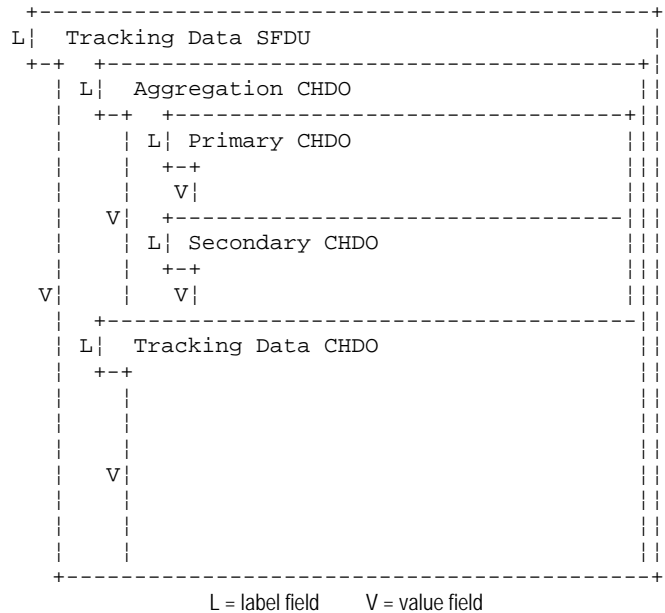 L Tracking Data SFDU
L Aggregation CHDO
L Primary CHDO
V
V
L Secondary CHDO
V V
L Tracking Data CHDO
V
L = label field V = value field